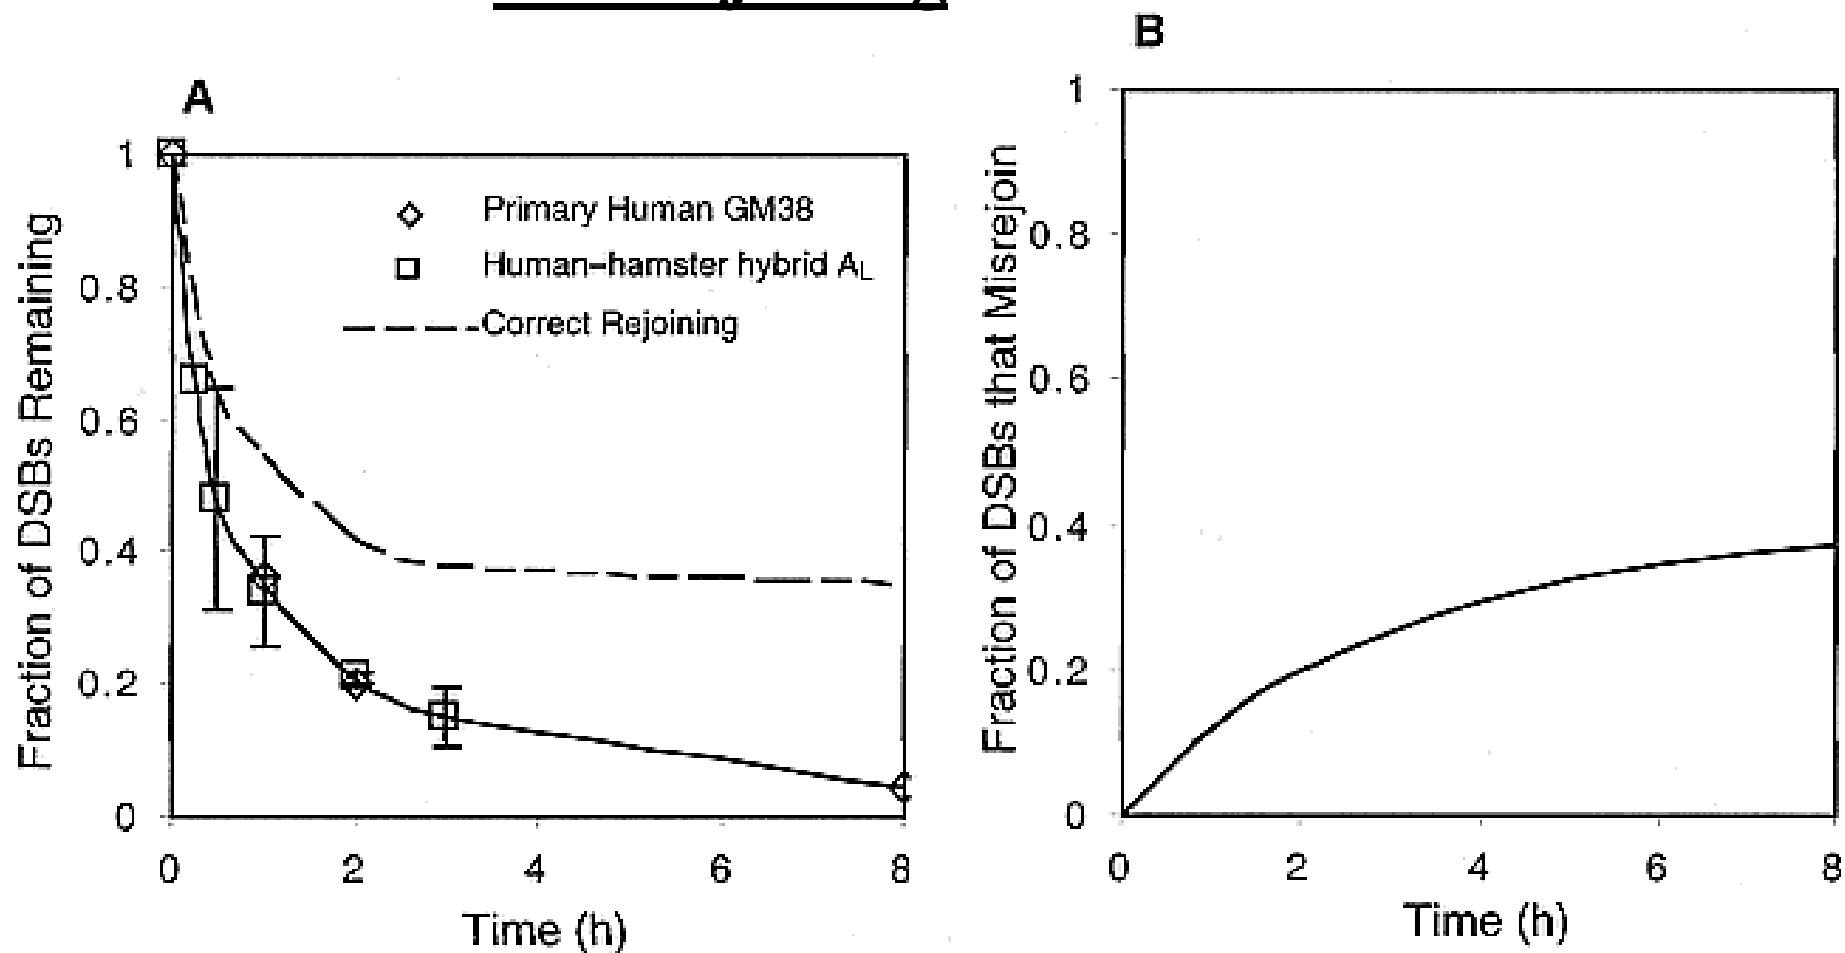 A
Fraction of DSBs Remaining
1
0.8
0.6
0.4
0.2
0
0 2 4 6 8
Time (h)
Primary Human GM38
Human-hamster hybrid AL
Correct Rejoining
B
Fraction of DSBs that Misrejoin
1
0.8
0.6
0.4
0.2
0
0 2 4 6 8
Time (h)